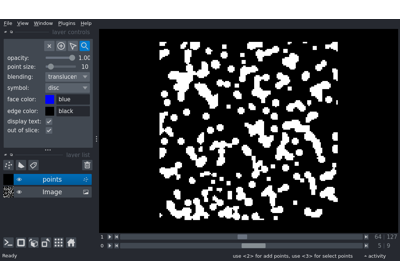 File View Window Plugins Help
layer controls
opacity: 1.00
point size: 10
blending: translucen
symbol: disc
face color: blue
edge color: black
display text:
out of slice:
layer list
points
Image
1 64 127
0 5 9
Ready use <2> for add points, use <3> for select points activity